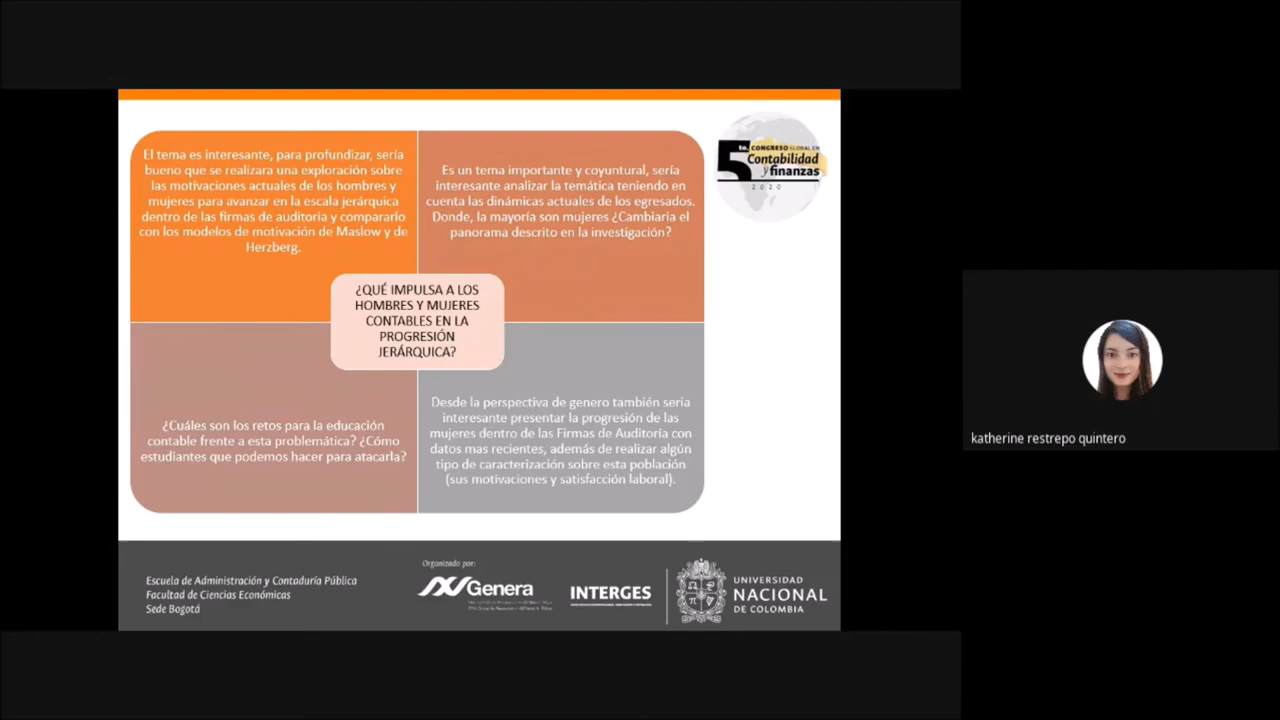 El tema es interesante, para profundizar, sería
bueno que se realizara una exploración sobre
las motivaciones actuales de los hombres y
mujeres para avanzar en la escala jerárquica
dentro de las firmas de auditoria y compararlo
con los modelos de motivación de Maslow y de
Herzberg.
Es un tema importante y coyuntural, sería
interesante analizar la temática teniendo en
cuenta las dinámicas actuales de los egresados.
Donde, la mayoría son mujeres ¿Cambiaria el
panorama descrito en la investigación?
5to. CONGRESO GLOBAL EN
Contabilidad
y finanzas
2020
¿QUÉ IMPULSA A LOS
HOMBRES Y MUJERES
CONTABLES EN LA
PROGRESIÓN
JERÁRQUICA?
¿Cuáles son los retos para la educación
contable frente a esta problemática? ¿Cómo
estudiantes que podemos hacer para atacarla?
Desde la perspectiva de genero también seria
interesante presentar la progresión de las
mujeres dentro de las Firmas de Auditoría con
datos mas recientes, además de realizar algún
tipo de caracterización sobre esta población
(sus motivaciones y satisfacción laboral).
katherine restrepo quintero
Escuela de Administración y Contaduría Pública
Facultad de Ciencias Económicas
Sede Bogotá
Organizado por:
Genera
INTERGES
UNIVERSIDAD
NACIONAL
DE COLOMBIA